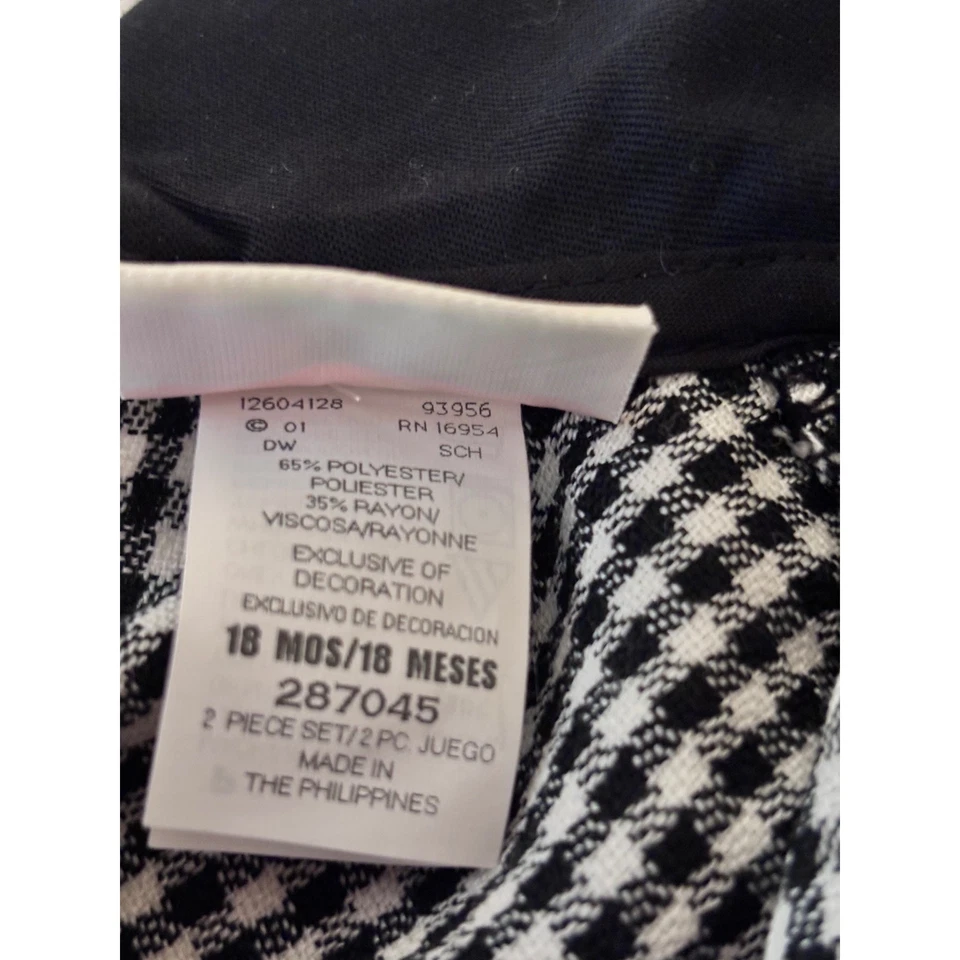 12604128 93956
© 01 RN 16954
DW SCH
65% POLYESTER/
POLIESTER
35% RAYON/
VISCOSA/RAYONNE
EXCLUSIVE OF
DECORATION
EXCLUSIVO DE DECORACION
18 MOS/18 MESES
287045
2 PIECE SET/2 PC. JUEGO
MADE IN
THE PHILIPPINES